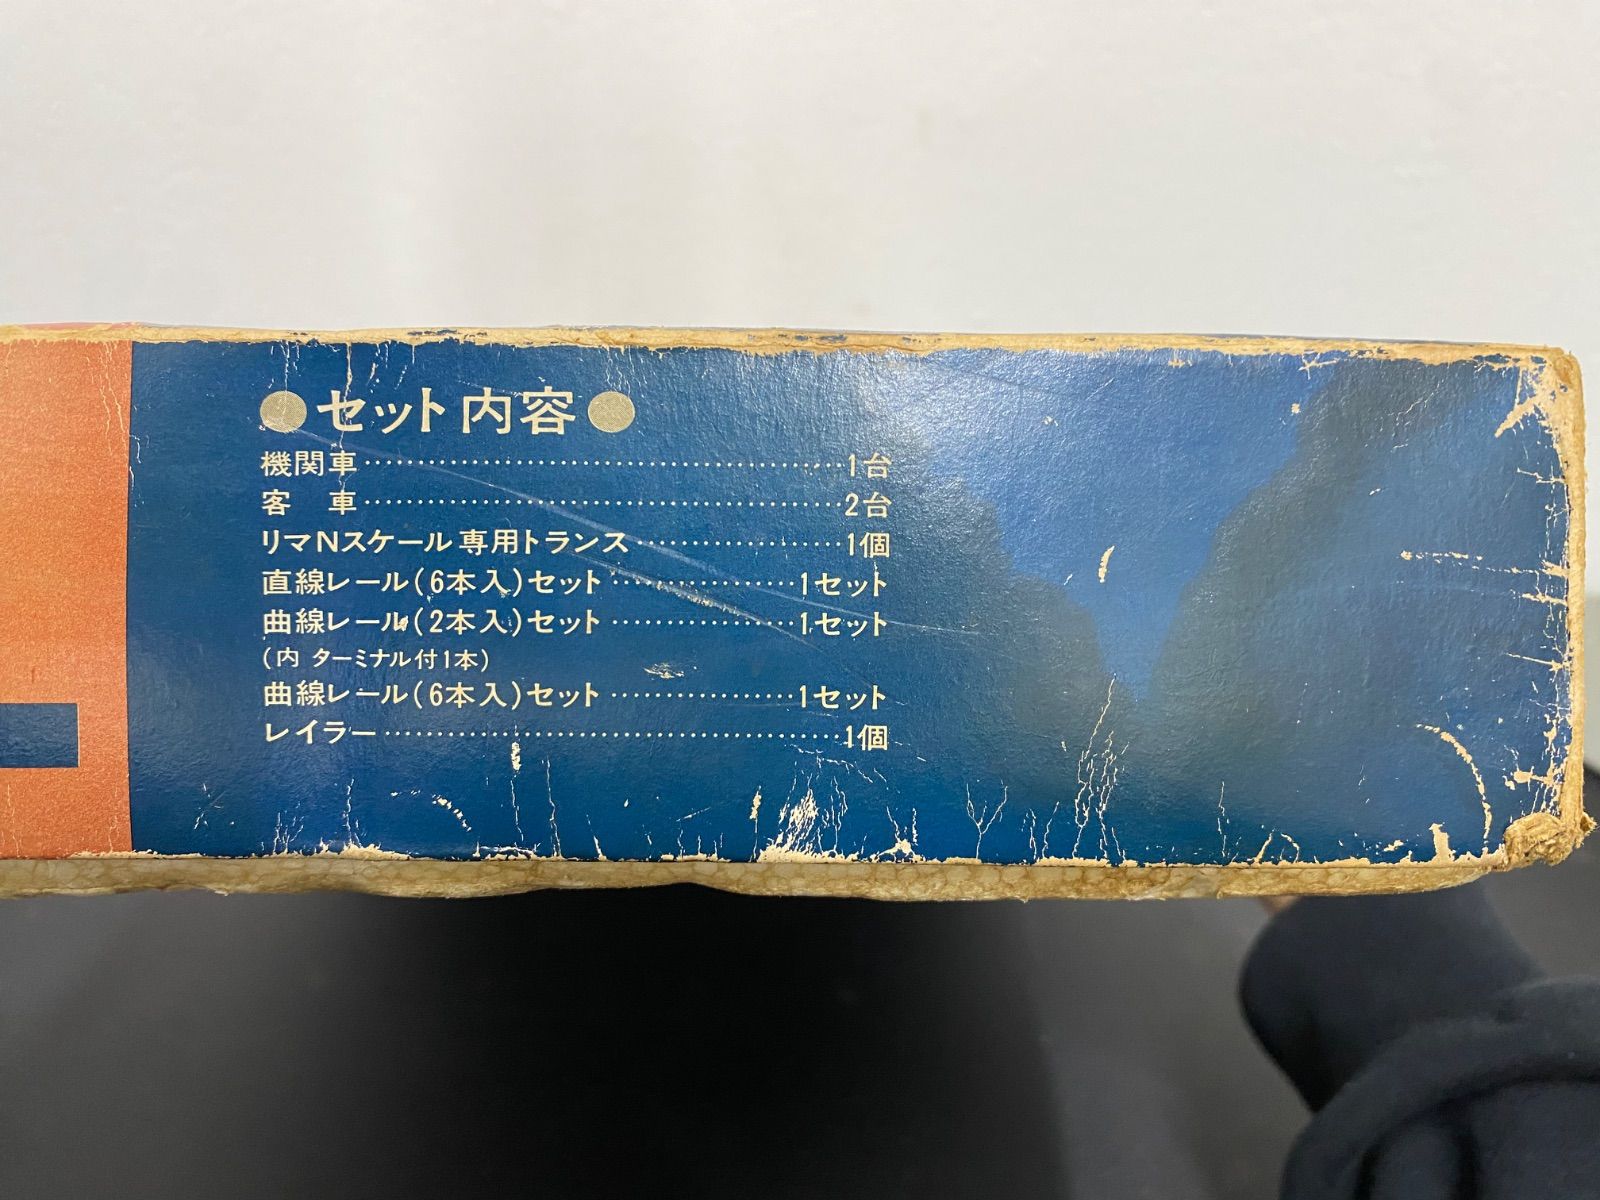 ●セット内容●
機関車……………………………………1台
客　車……………………………………2台
リマNスケール専用トランス………………1個
直線レール(6本入)セット………………1セット
曲線レール(2本入)セット………………1セット
(内 ターミナル付1本)
曲線レール(6本入)セット………………1セット
レイラー……………………………………1個